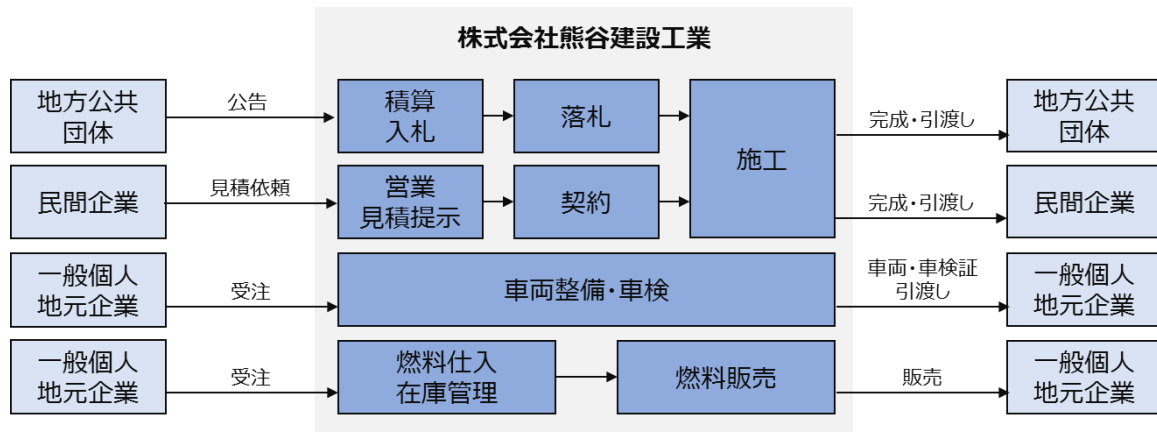 株式会社熊谷建設工業
地方公共
団体
公告
積算
入札
落札
施工
完成・引渡し
地方公共
団体
民間企業
見積依頼
営業
見積提示
契約
完成・引渡し
民間企業
一般個人
地元企業
受注
車両整備・車検
車両・車検証
引渡し
一般個人
地元企業
一般個人
地元企業
受注
燃料仕入
在庫管理
燃料販売
販売
一般個人
地元企業